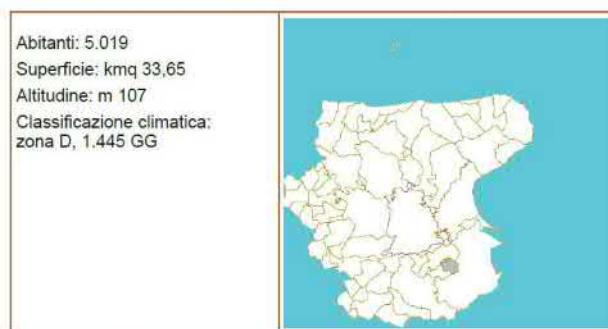 Abitanti: 5.019
Superficie: kmq 33,65
Altitudine: m 107
Classificazione climatica:
zona D, 1.445 GG